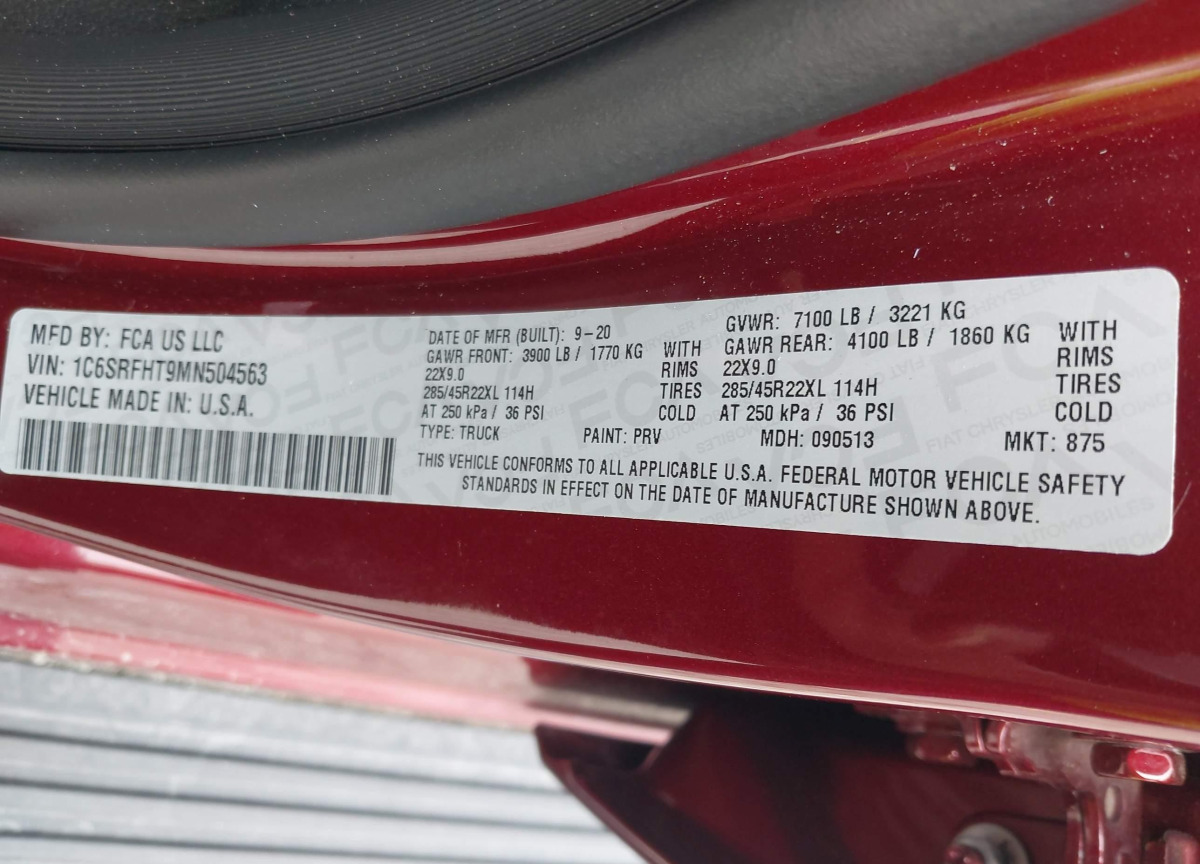 MFD BY: FCA US LLC
VIN: 1C6SRFHT9MN504563
VEHICLE MADE IN: U.S.A.
DATE OF MFR (BUILT): 9-20 GVWR: 7100 LB / 3221 KG
GAWR FRONT: 3900 LB / 1770 KG WITH GAWR REAR: 4100 LB / 1860 KG WITH
22X9.0 RIMS 22X9.0 RIMS
285/45R22XL 114H TIRES 285/45R22XL 114H TIRES
AT 250 kPa / 36 PSI COLD AT 250 kPa / 36 PSI COLD
TYPE: TRUCK PAINT: PRV MDH: 090513 MKT: 875
THIS VEHICLE CONFORMS TO ALL APPLICABLE U.S.A. FEDERAL MOTOR VEHICLE SAFETY
STANDARDS IN EFFECT ON THE DATE OF MANUFACTURE SHOWN ABOVE.